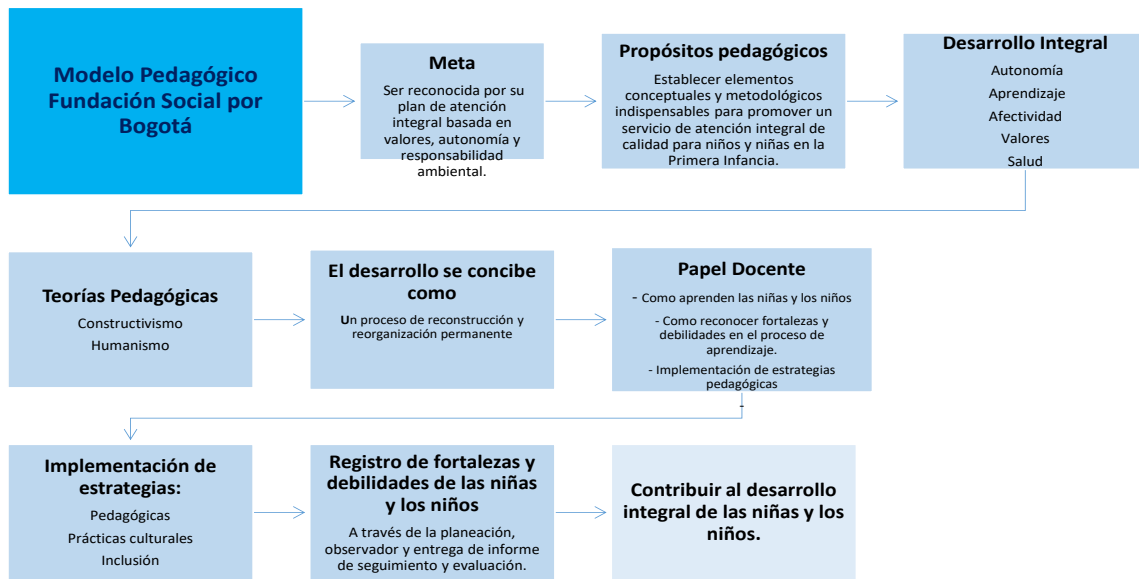 Modelo Pedagógico
Fundación Social por
Bogotá
Meta
Ser reconocida por su
plan de atención
integral basada en
valores, autonomía y
responsabilidad
ambiental.
Propósitos pedagógicos
Establecer elementos
conceptuales y metodológicos
indispensables para promover un
servicio de atención integral de
calidad para niños y niñas en la
Primera Infancia.
Desarrollo Integral
Autonomía
Aprendizaje
Afectividad
Valores
Salud
Teorías Pedagógicas
Constructivismo
Humanismo
El desarrollo se concibe
como
Un proceso de reconstrucción y
reorganización permanente
Papel Docente
- Como aprenden las niñas y los niños
- Como reconocer fortalezas y
debilidades en el proceso de
aprendizaje.
- Implementación de estrategias
pedagógicas
-
Implementación de
estrategias:
Pedagógicas
Prácticas culturales
Inclusión
Registro de fortalezas y
debilidades de las niñas
y los niños
A través de la planeación,
observador y entrega de informe
de seguimiento y evaluación.
Contribuir al desarrollo
integral de las niñas y los
niños.